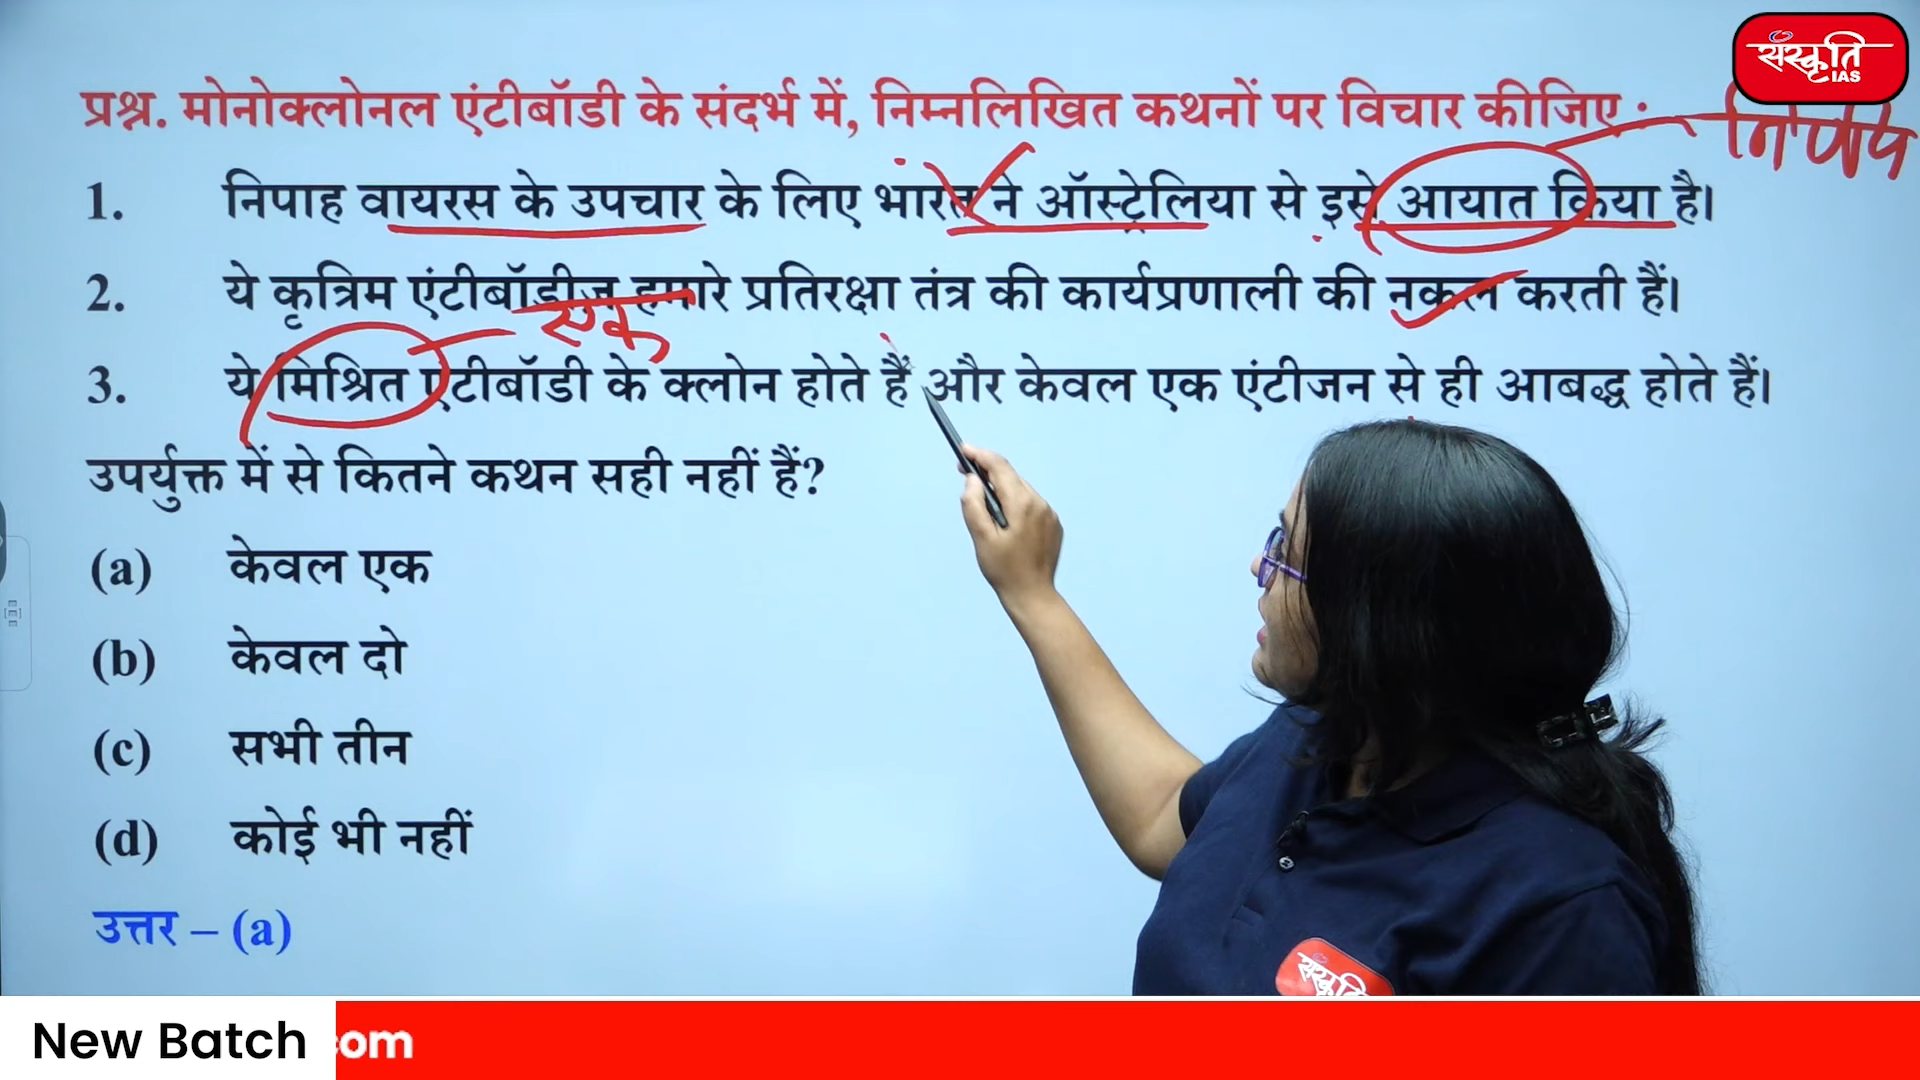 संस्कृति
IAS
प्रश्न. मोनोक्लोनल एंटीबॉडी के संदर्भ में, निम्नलिखित कथनों पर विचार कीजिए :
1. निपाह वायरस के उपचार के लिए भारत ने ऑस्ट्रेलिया से इसे आयात किया है।
2. ये कृत्रिम एंटीबॉडीज हमारे प्रतिरक्षा तंत्र की कार्यप्रणाली की नकल करती हैं।
एक
3. ये मिश्रित एंटीबॉडी के क्लोन होते हैं और केवल एक एंटीजन से ही आबद्ध होते हैं।
उपर्युक्त में से कितने कथन सही नहीं हैं?
(a) केवल एक
(b) केवल दो
(c) सभी तीन
(d) कोई भी नहीं
उत्तर – (a)
संस्कृति
New Batch com